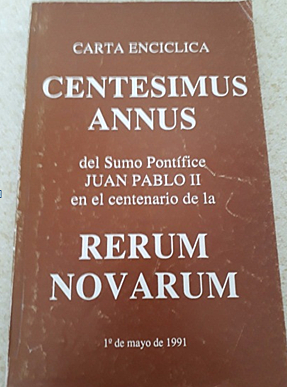 CARTA ENCICLICA
CENTESIMUS
ANNUS
del Sumo Pontífice
JUAN PABLO II
en el centenario de la
RERUM
NOVARUM
1º de mayo de 1991